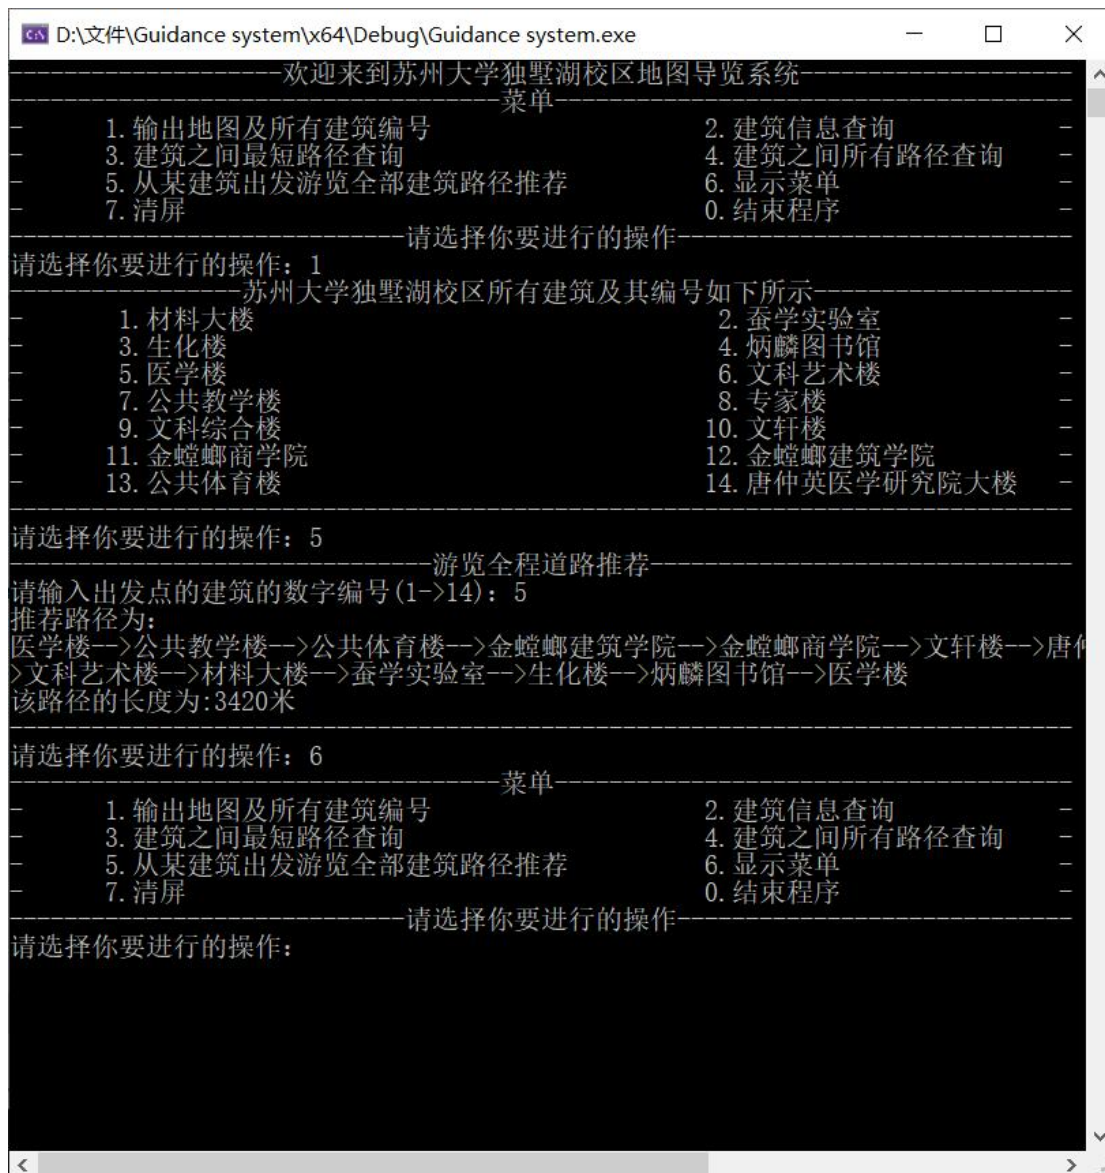 D:\文件\Guidance system\x64\Debug\Guidance system.exe
--------------------欢迎来到苏州大学独墅湖校区地图导览系统--------------------
------------------------------------菜单--------------------------------------
- 1.输出地图及所有建筑编号 2.建筑信息查询 -
- 3.建筑之间最短路径查询 4.建筑之间所有路径查询 -
- 5.从某建筑出发游览全部建筑路径推荐 6.显示菜单 -
- 7.清屏 0.结束程序 -
-----------------------------请选择你要进行的操作-----------------------------
请选择你要进行的操作：1
-----------------苏州大学独墅湖校区所有建筑及其编号如下所示-------------------
- 1.材料大楼 2.蚕学实验室 -
- 3.生化楼 4.炳麟图书馆 -
- 5.医学楼 6.文科艺术楼 -
- 7.公共教学楼 8.专家楼 -
- 9.文科综合楼 10.文轩楼 -
- 11.金螳螂商学院 12.金螳螂建筑学院 -
- 13.公共体育楼 14.唐仲英医学研究院大楼 -
------------------------------------------------------------------------------
请选择你要进行的操作：5
-------------------------------游览全程道路推荐-------------------------------
请输入出发点的建筑的数字编号(1->14)：5
推荐路径为:
医学楼-->公共教学楼-->公共体育楼-->金螳螂建筑学院-->金螳螂商学院-->文轩楼-->唐
>文科艺术楼-->材料大楼-->蚕学实验室-->生化楼-->炳麟图书馆-->医学楼
该路径的长度为:3420米
------------------------------------------------------------------------------
请选择你要进行的操作：6
------------------------------------菜单--------------------------------------
- 1.输出地图及所有建筑编号 2.建筑信息查询 -
- 3.建筑之间最短路径查询 4.建筑之间所有路径查询 -
- 5.从某建筑出发游览全部建筑路径推荐 6.显示菜单 -
- 7.清屏 0.结束程序 -
-----------------------------请选择你要进行的操作-----------------------------
请选择你要进行的操作：